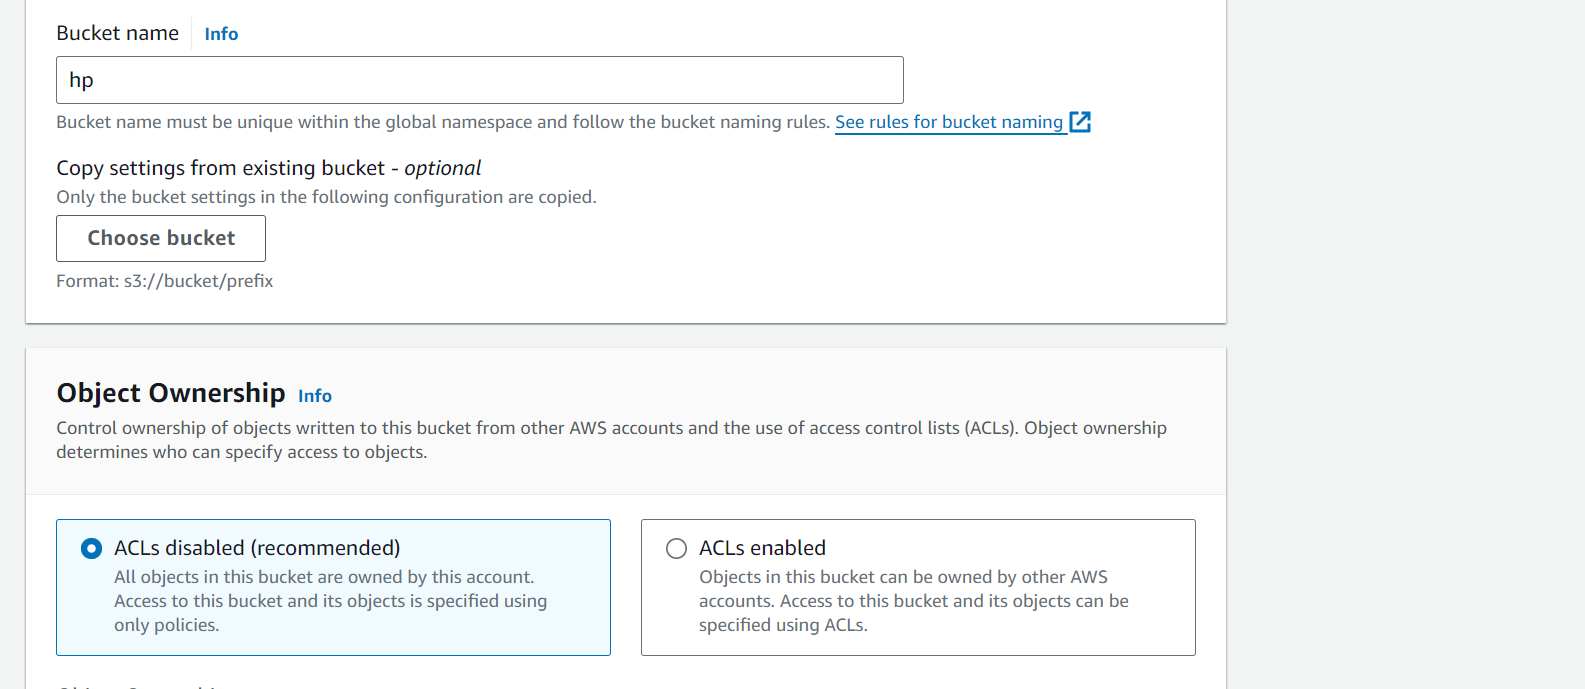 Bucket name Info
hp
Bucket name must be unique within the global namespace and follow the bucket naming rules. See rules for bucket naming
Copy settings from existing bucket - optional
Only the bucket settings in the following configuration are copied.
Choose bucket
Format: s3://bucket/prefix
Object Ownership Info
Control ownership of objects written to this bucket from other AWS accounts and the use of access control lists (ACLs). Object ownership
determines who can specify access to objects.
ACLs disabled (recommended)
All objects in this bucket are owned by this account.
Access to this bucket and its objects is specified using
only policies.
ACLs enabled
Objects in this bucket can be owned by other AWS
accounts. Access to this bucket and its objects can be
specified using ACLs.